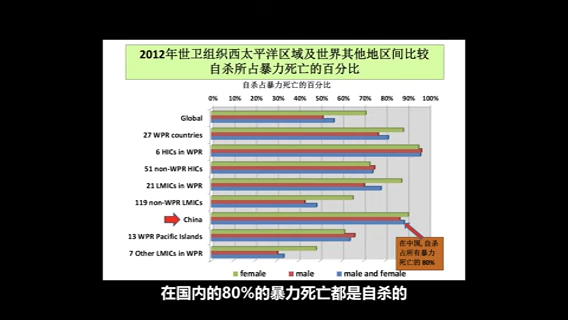 2012年世卫组织西太平洋区域及世界其他地区间比较
自杀所占暴力死亡的百分比
自杀占暴力死亡的百分比
0% 10% 20% 30% 40% 50% 60% 70% 80% 90% 100%
Global
27 WPR countries
6 HICs in WPR
51 non-WPR HICs
21 LMICs in WPR
119 non-WPR LMICs
China
13 WPR Pacific Islands
7 Other LMICs in WPR
在中国, 自杀
占所有暴力
死亡的 80%
female male male and female
在国内的80%的暴力死亡都是自杀的